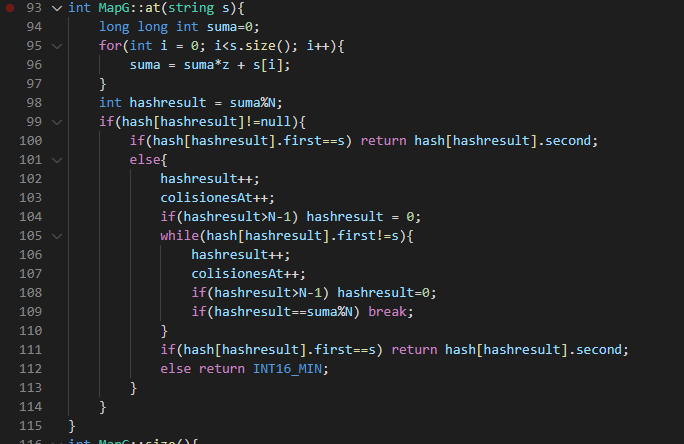 93 int MapG::at(string s){
94     long long int suma=0;
95     for(int i = 0; i<s.size(); i++){
96         suma = suma*z + s[i];
97     }
98     int hashresult = suma%N;
99     if(hash[hashresult]!=null){
100         if(hash[hashresult].first==s) return hash[hashresult].second;
101         else{
102             hashresult++;
103             colisionesAt++;
104             if(hashresult>N-1) hashresult = 0;
105             while(hash[hashresult].first!=s){
106                 hashresult++;
107                 colisionesAt++;
108                 if(hashresult>N-1) hashresult=0;
109                 if(hashresult==suma%N) break;
110             }
111             if(hash[hashresult].first==s) return hash[hashresult].second;
112             else return INT16_MIN;
113         }
114     }
115 }
116 int MapG::size(){